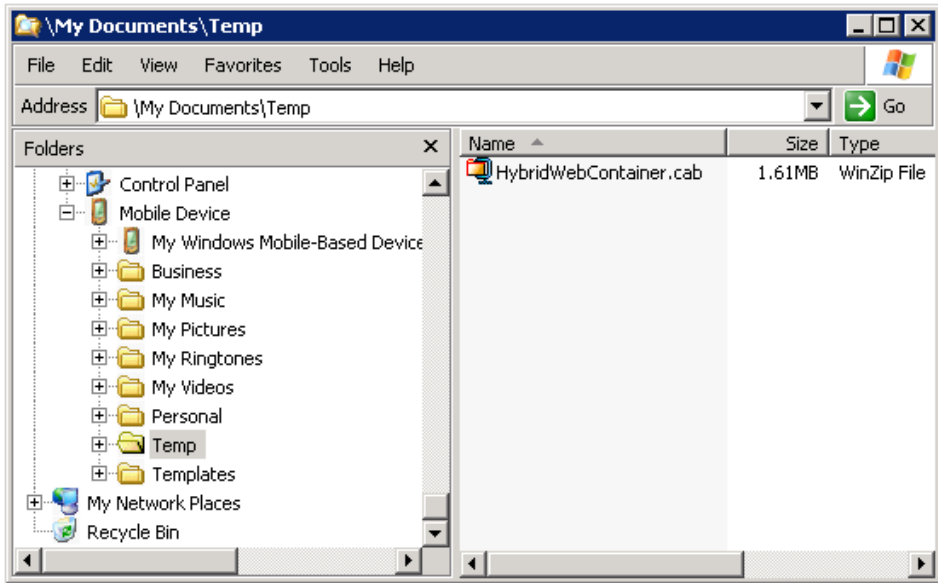 \My Documents\Temp
File Edit View Favorites Tools Help
Address \My Documents\Temp Go
Folders
Control Panel
Mobile Device
My Windows Mobile-Based Device
Business
My Music
My Pictures
My Ringtones
My Videos
Personal
Temp
Templates
My Network Places
Recycle Bin
Name Size Type
HybridWebContainer.cab 1.61MB WinZip File